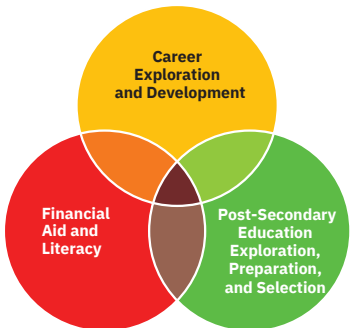 Career
Exploration
and Development
Financial
Aid and
Literacy
Post-Secondary
Education
Exploration,
Preparation,
and Selection